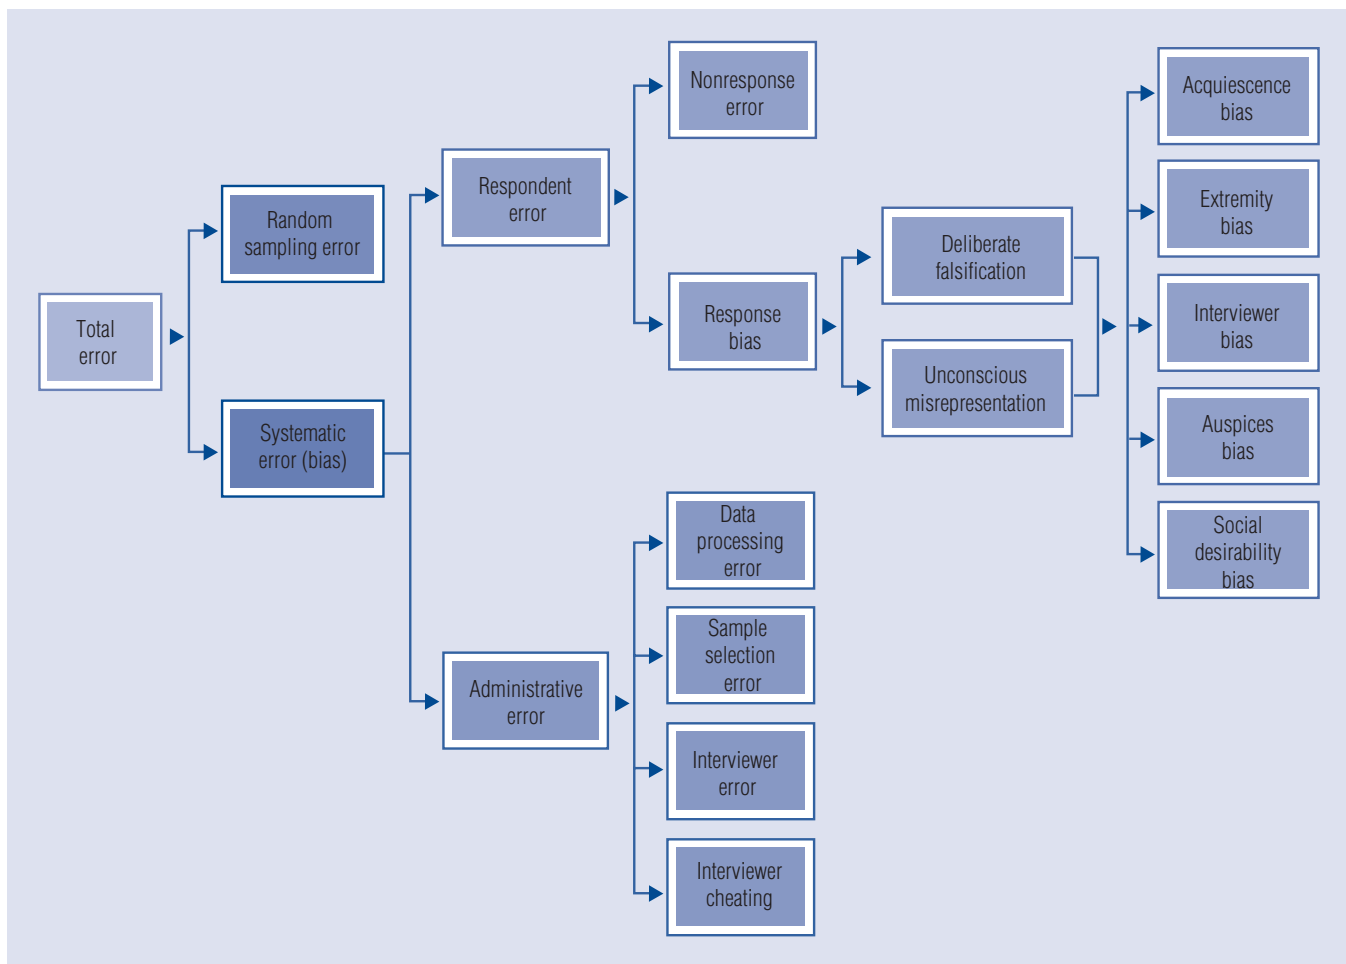 Total
error
Random
sampling error
Systematic
error (bias)
Respondent
error
Administrative
error
Nonresponse
error
Response
bias
Data
processing
error
Sample
selection
error
Interviewer
error
Interviewer
cheating
Deliberate
falsification
Unconscious
misrepresentation
Acquiescence
bias
Extremity
bias
Interviewer
bias
Auspices
bias
Social
desirability
bias